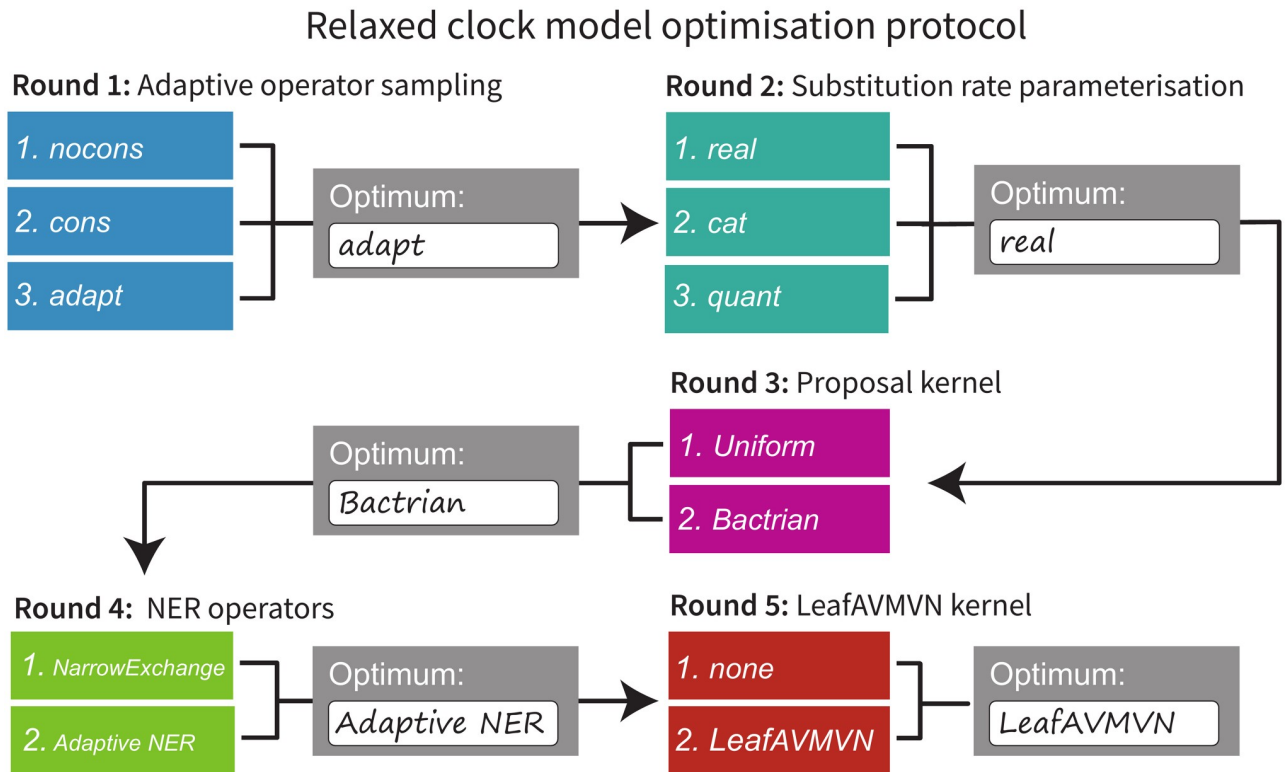 Relaxed clock model optimisation protocol
Round 1: Adaptive operator sampling
1. nocons
2. cons
3. adapt
Optimum:
adapt
Round 2: Substitution rate parameterisation
1. real
2. cat
3. quant
Optimum:
real
Round 3: Proposal kernel
1. Uniform
2. Bactrian
Optimum:
Bactrian
Round 4: NER operators
1. NarrowExchange
2. Adaptive NER
Optimum:
Adaptive NER
Round 5: LeafAVMVN kernel
1. none
2. LeafAVMVN
Optimum:
LeafAVMVN